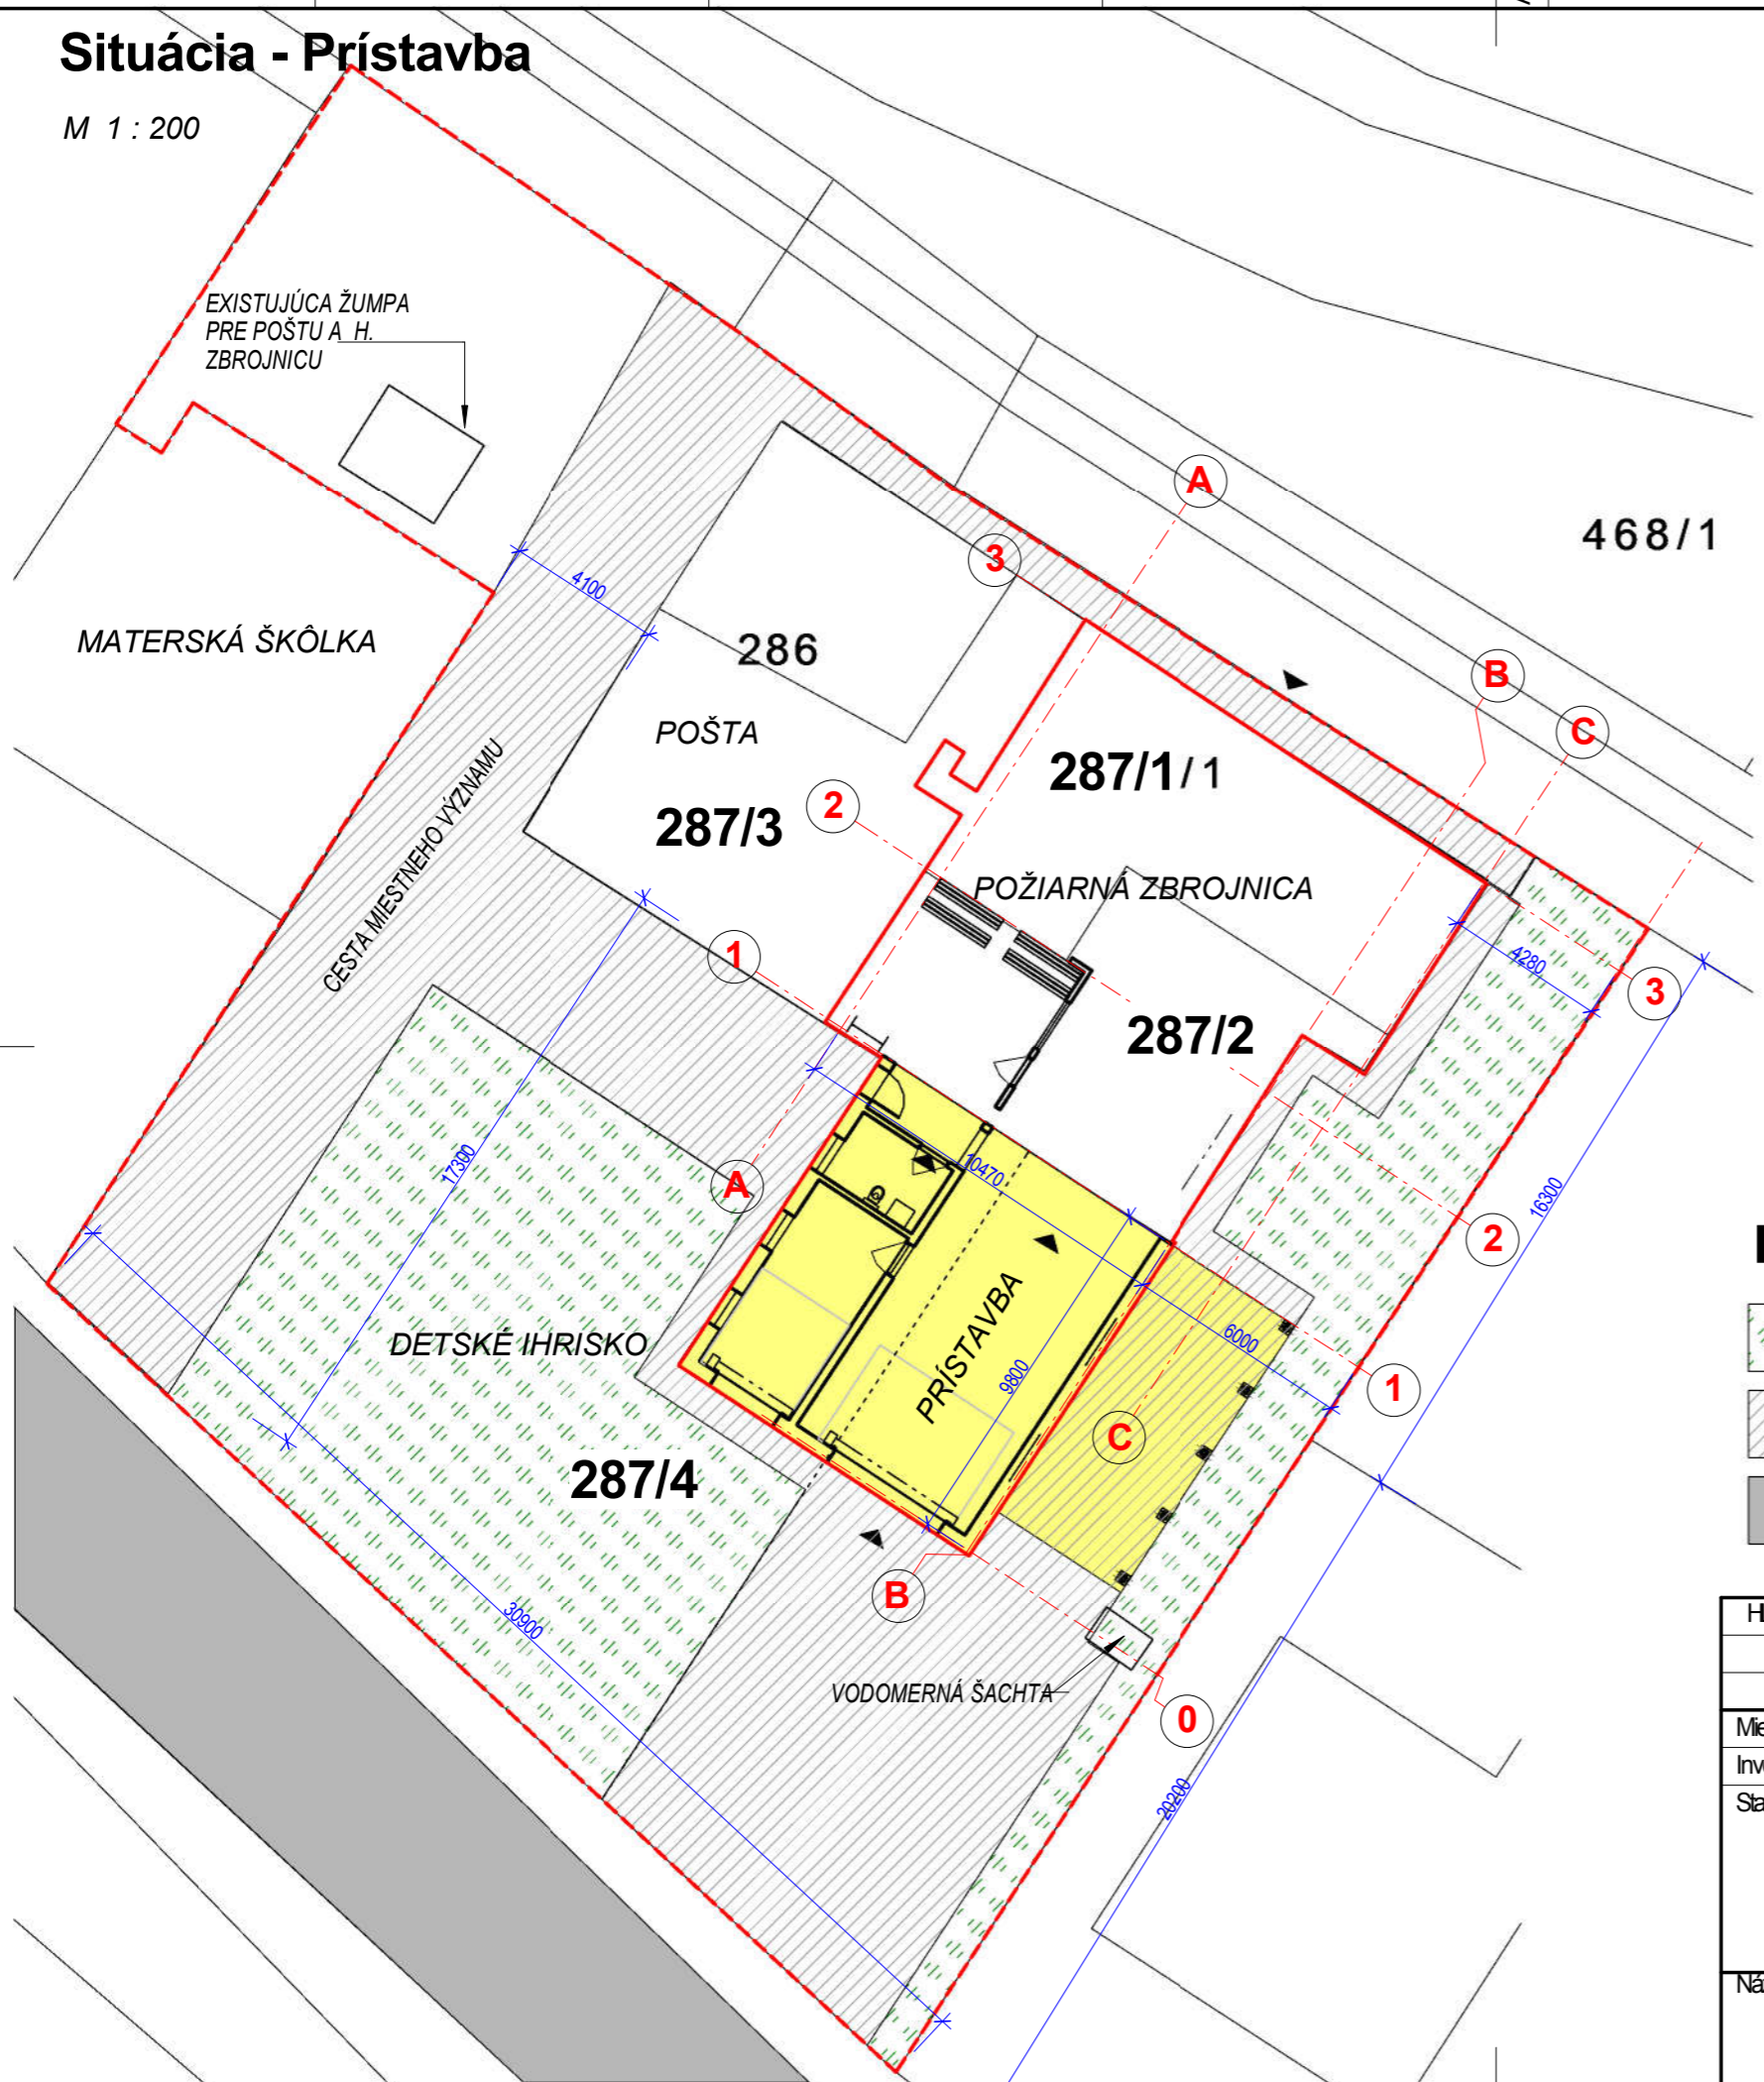 Situácia - Prístavba
M 1 : 200
EXISTUJÚCA ŽUMPA
PRE POŠTU A H.
ZBROJNICU
A
468/1
3
4100
MATERSKÁ ŠKÔLKA
286
B
C
POŠTA
287/1/1
2
287/3
CESTA MIESTNEHO VÝZNAMU
POŽIARNÁ ZBROJNICA
1
4280
3
287/2
17300
10470
A
16300
2
PRÍSTAVBA
DETSKÉ IHRISKO
6000
9800
1
C
287/4
B
30900
VODOMERNÁ ŠACHTA
0
20200